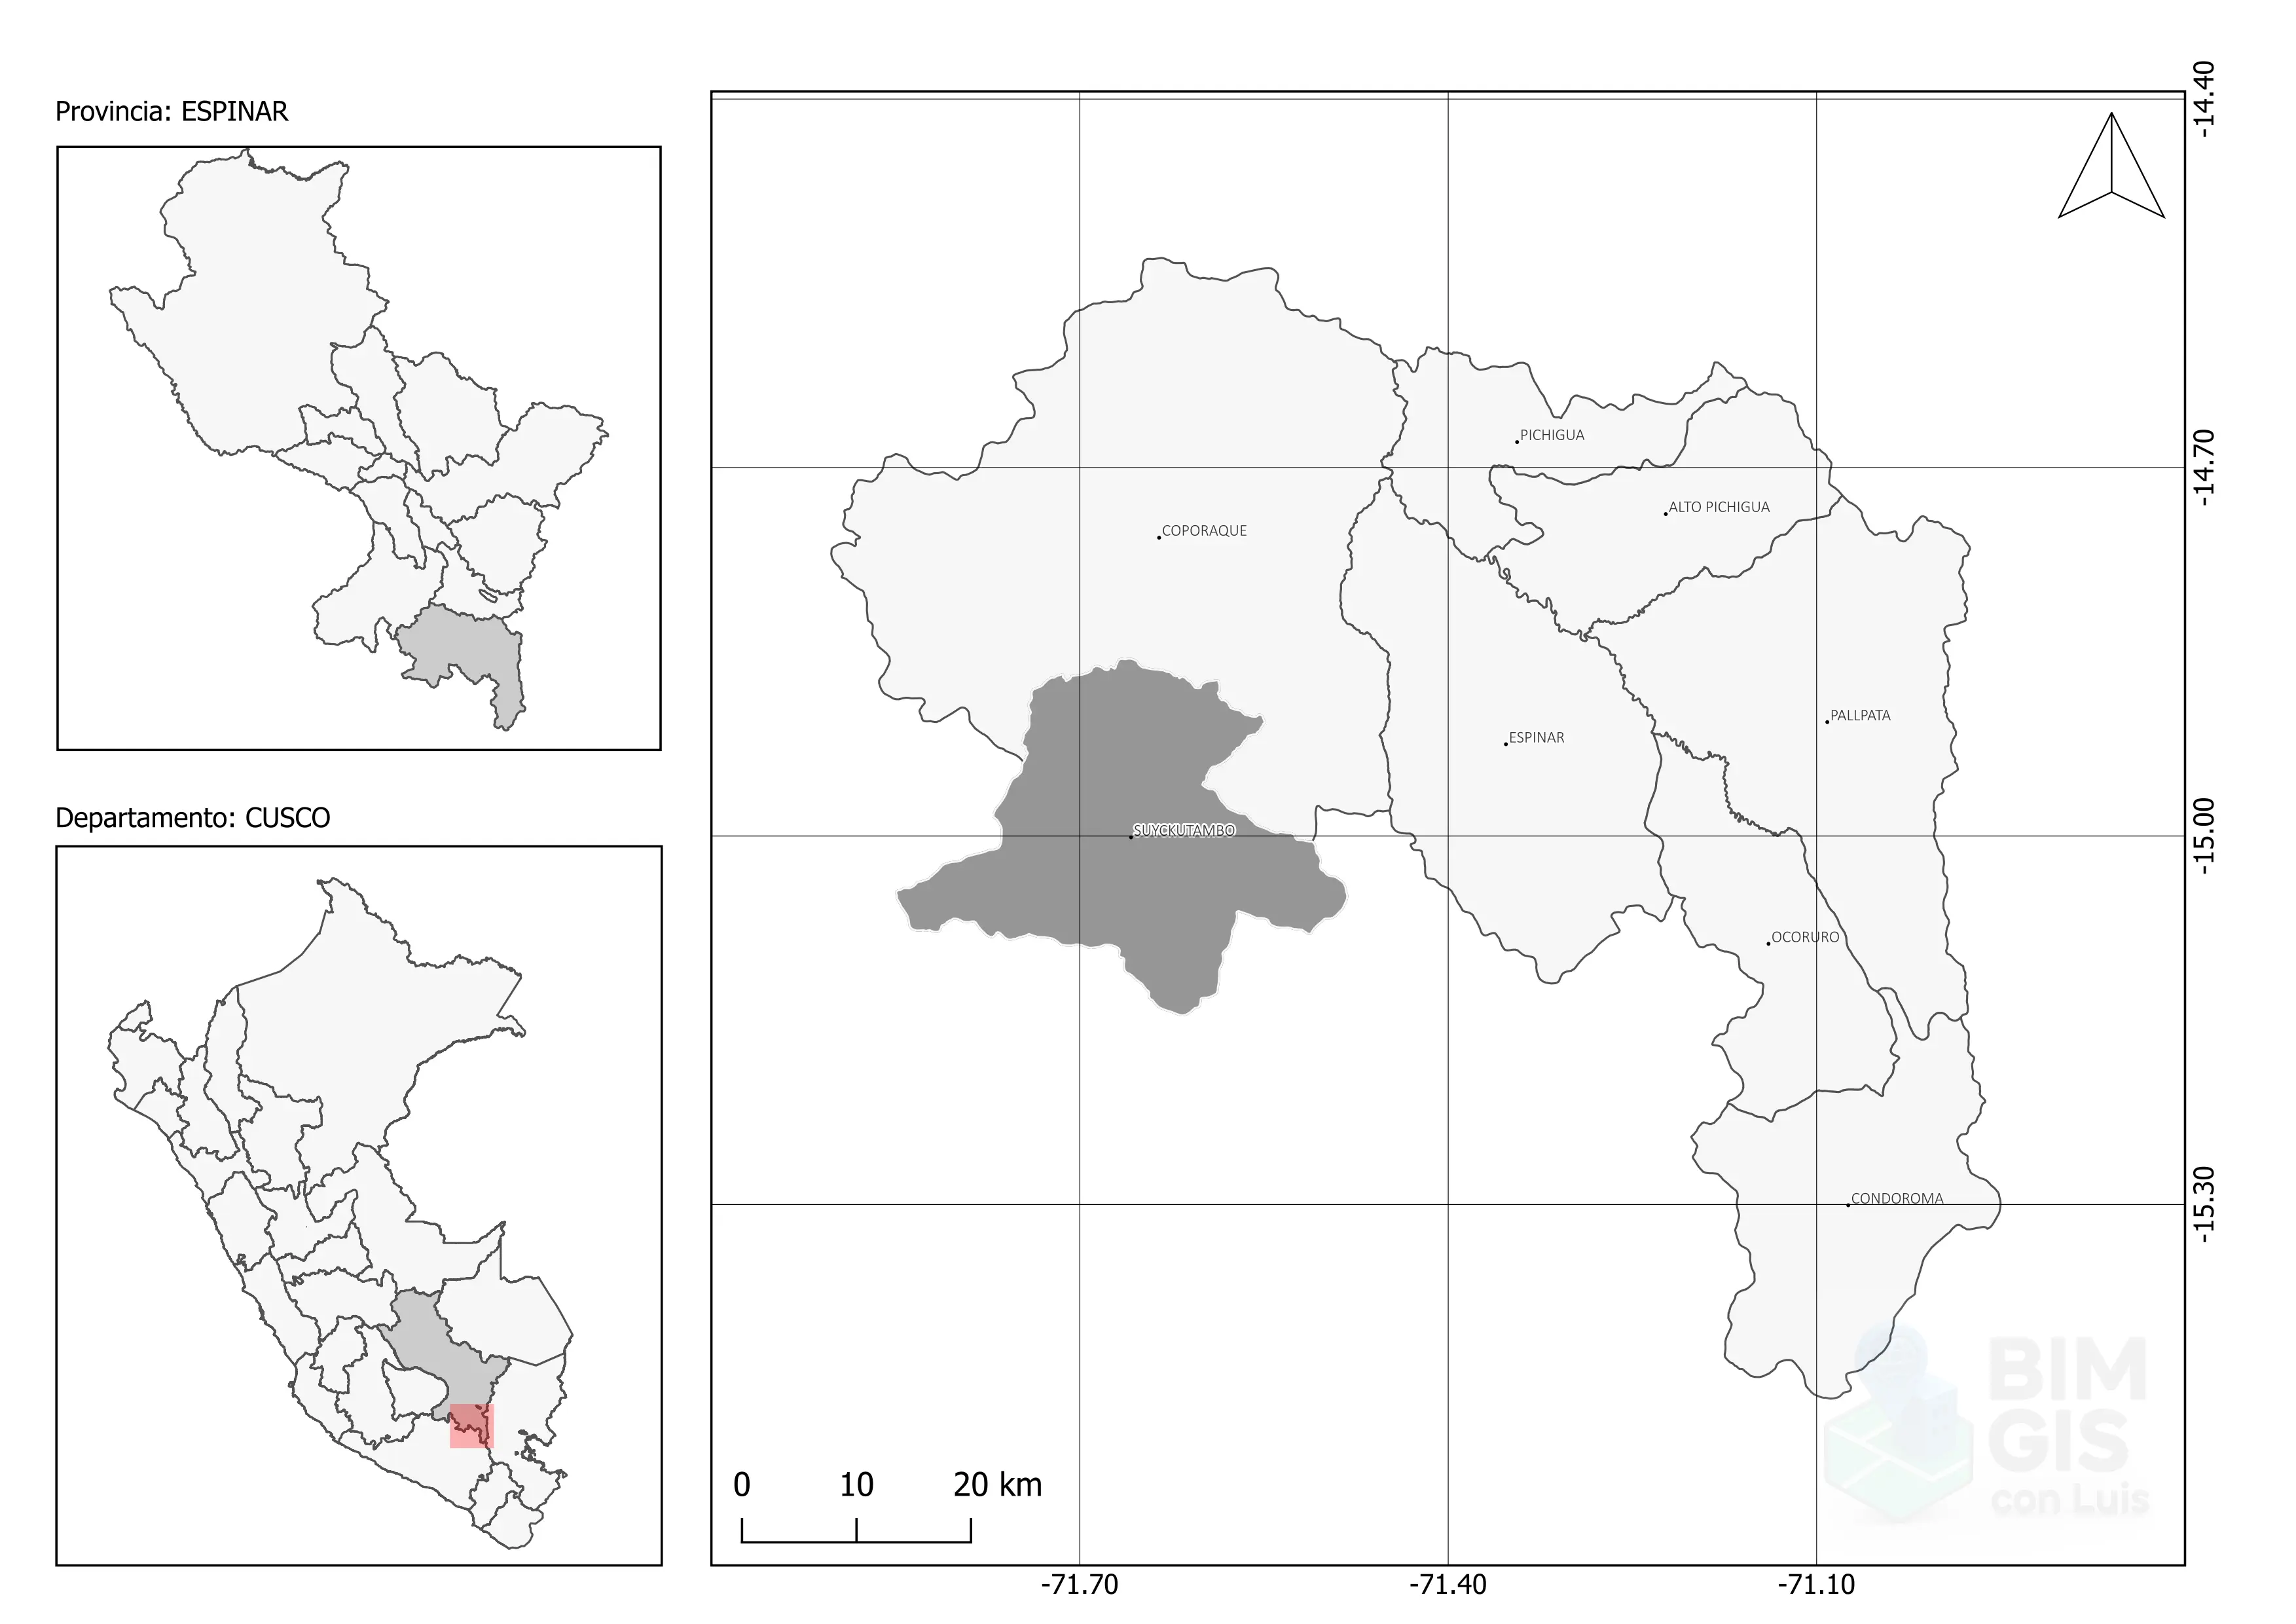 Provincia: ESPINAR
Departamento: CUSCO
-14.40
-14.70
-15.00
-15.30
PICHIGUA
ALTO PICHIGUA
COPORAQUE
PALLPATA
ESPINAR
SUYCKUTAMBO
OCORURO
CONDOROMA
BIM
GIS
con Luis
0 10 20 km
-71.70 -71.40 -71.10